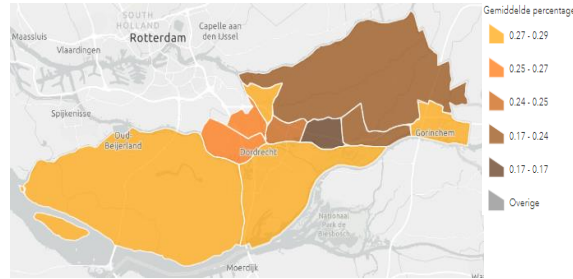 SOUTH
HOLLAND
Capelle aan
den IJssel
Maassluis
Rotterdam
Vlaardingen
Spijkenisse
Oud-
Beijerland
Dordrecht
Gorinchem
Nationaal
Park de
Biesbosch
Moerdijk
Gemiddelde percentage
0.27 - 0.29
0.25 - 0.27
0.24 - 0.25
0.17 - 0.24
0.17 - 0.17
Overige